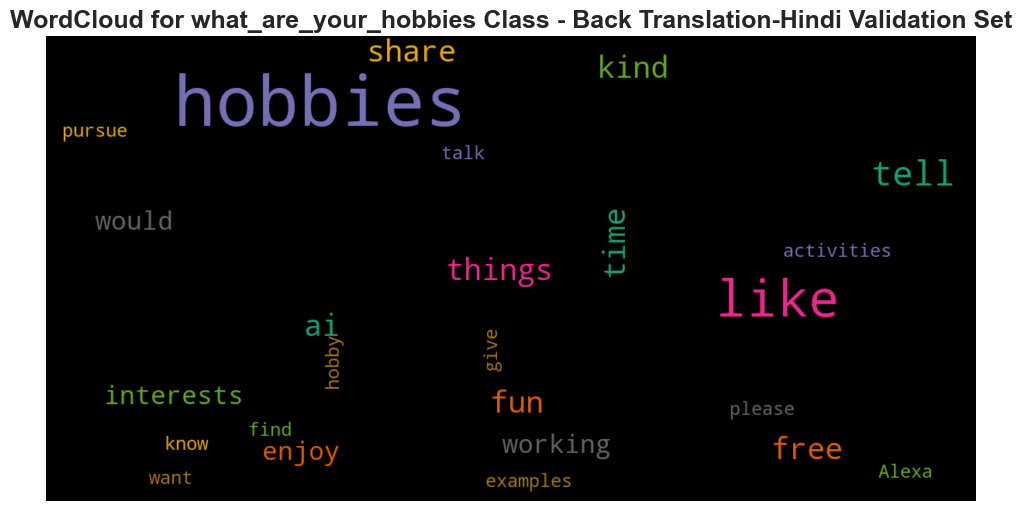 WordCloud for what_are_your_hobbies Class - Back Translation-Hindi Validation Set
share
kind
hobbies
pursue
talk
tell
would
time
activities
things
like
ai
hobby
give
interests
fun
please
find
know
enjoy
working
free
want
examples
Alexa